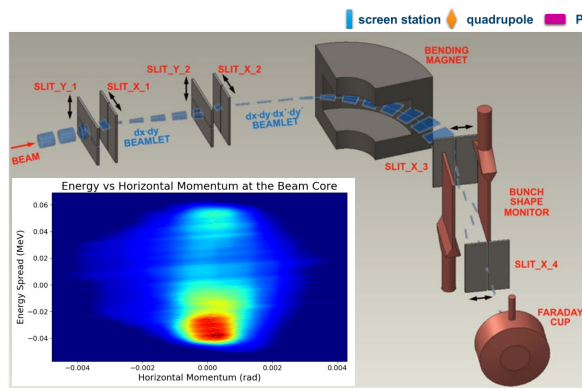 screen station quadrupole P
BENDING
MAGNET
SLIT_Y_2
SLIT_X_2
SLIT_Y_1
SLIT_X_1
dx·dy
BEAMLET
dx·dy·dx´·dy´
BEAMLET
BEAM
SLIT_X_3
BUNCH
SHAPE
MONITOR
SLIT_X_4
FARADAY
CUP
Energy vs Horizontal Momentum at the Beam Core
Energy Spread (MeV)
0.06
0.04
0.02
0.00
−0.02
−0.04
−0.004 −0.002 0.000 0.002 0.004
Horizontal Momentum (rad)